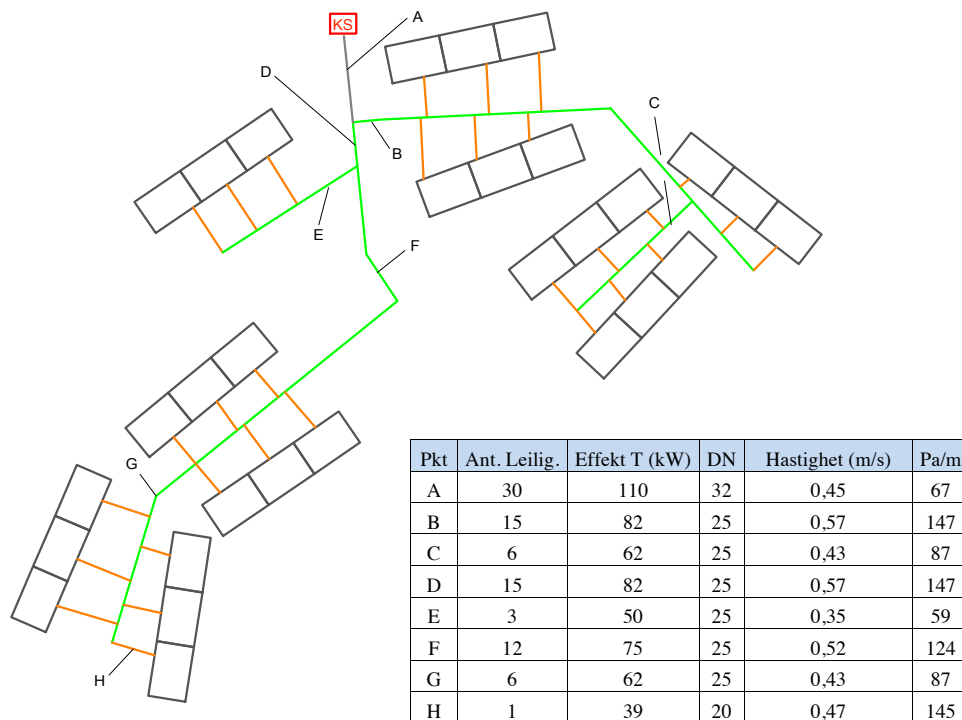 KS
A
D
C
B
E
F
G
H
Pkt Ant. Leilig. Effekt T (kW) DN Hastighet (m/s) Pa/m
A 30 110 32 0,45 67
B 15 82 25 0,57 147
C 6 62 25 0,43 87
D 15 82 25 0,57 147
E 3 50 25 0,35 59
F 12 75 25 0,52 124
G 6 62 25 0,43 87
H 1 39 20 0,47 145